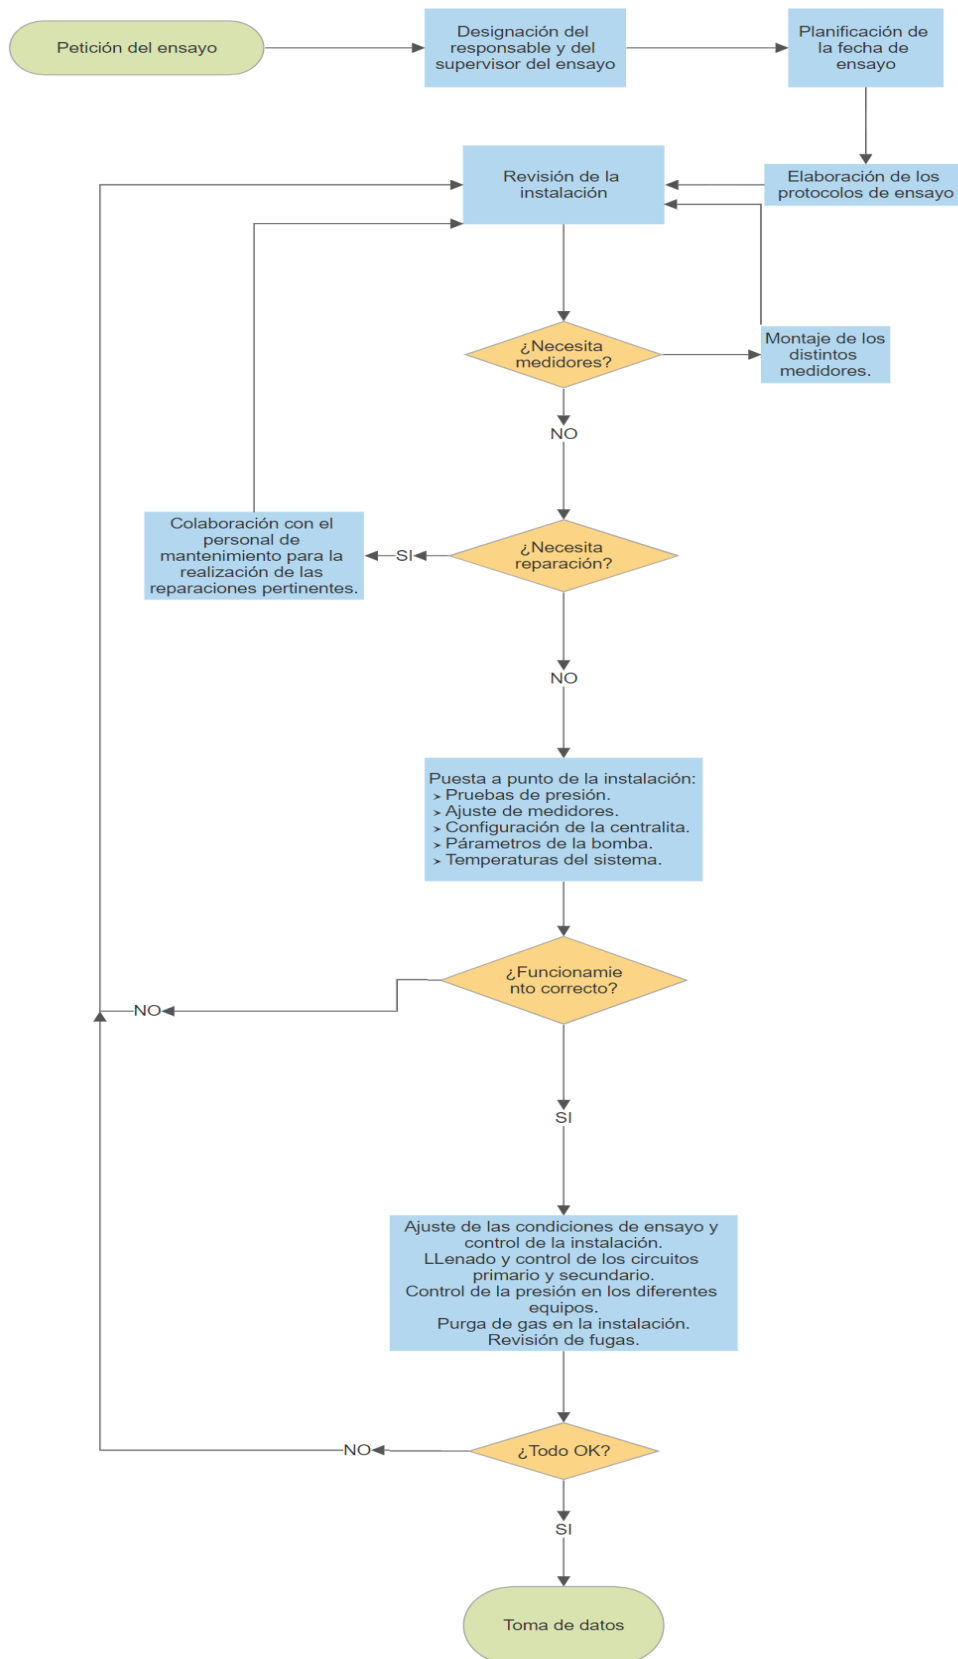 Petición del ensayo
Designación del
responsable y del
supervisor del ensayo
Planificación de
la fecha de
ensayo
Elaboración de los
protocolos de ensayo
Revisión de la
instalación
¿Necesita
medidores?
Montaje de los
distintos
medidores.
NO
¿Necesita
reparación?
SI
Colaboración con el
personal de
mantenimiento para la
realización de las
reparaciones pertinentes.
NO
Puesta a punto de la instalación:
➢ Pruebas de presión.
➢ Ajuste de medidores.
➢ Configuración de la centralita.
➢ Párametros de la bomba.
➢ Temperaturas del sistema.
¿Funcionamie
nto correcto?
NO
SI
Ajuste de las condiciones de ensayo y
control de la instalación.
LLenado y control de los circuitos
primario y secundario.
Control de la presión en los diferentes
equipos.
Purga de gas en la instalación.
Revisión de fugas.
¿Todo OK?
NO
SI
Toma de datos